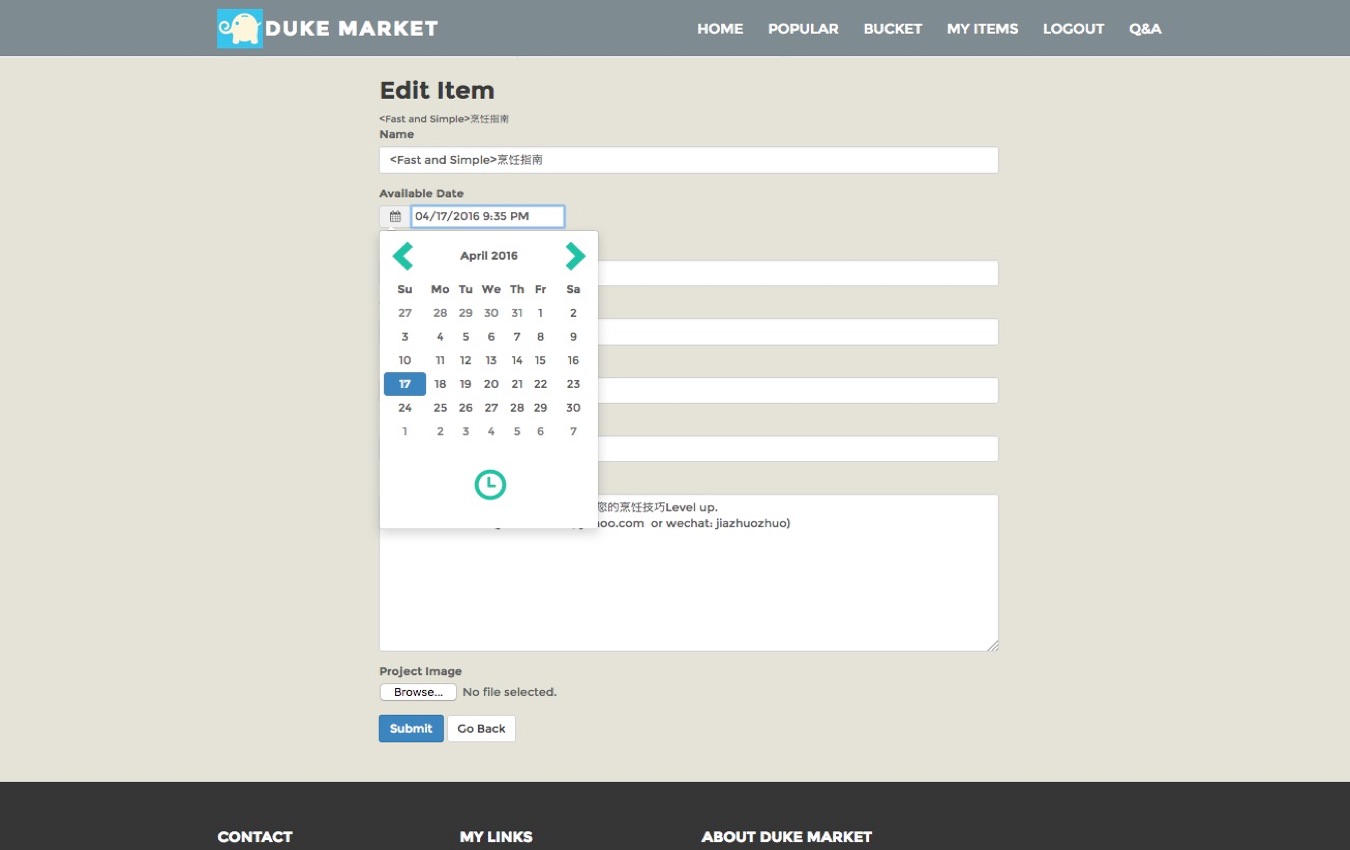 DUKE MARKET
HOME POPULAR BUCKET MY ITEMS LOGOUT Q&A
Edit Item
<Fast and Simple>烹饪指南
Name
<Fast and Simple>烹饪指南
Available Date
04/17/2016 9:35 PM
April 2016
Su Mo Tu We Th Fr Sa
27 28 29 30 31 1 2
3 4 5 6 7 8 9
10 11 12 13 14 15 16
17 18 19 20 21 22 23
24 25 26 27 28 29 30
1 2 3 4 5 6 7
您的烹饪技巧Level up.
oo.com or wechat: jiazhuozhuo)
Project Image
Browse... No file selected.
Submit Go Back
CONTACT MY LINKS ABOUT DUKE MARKET